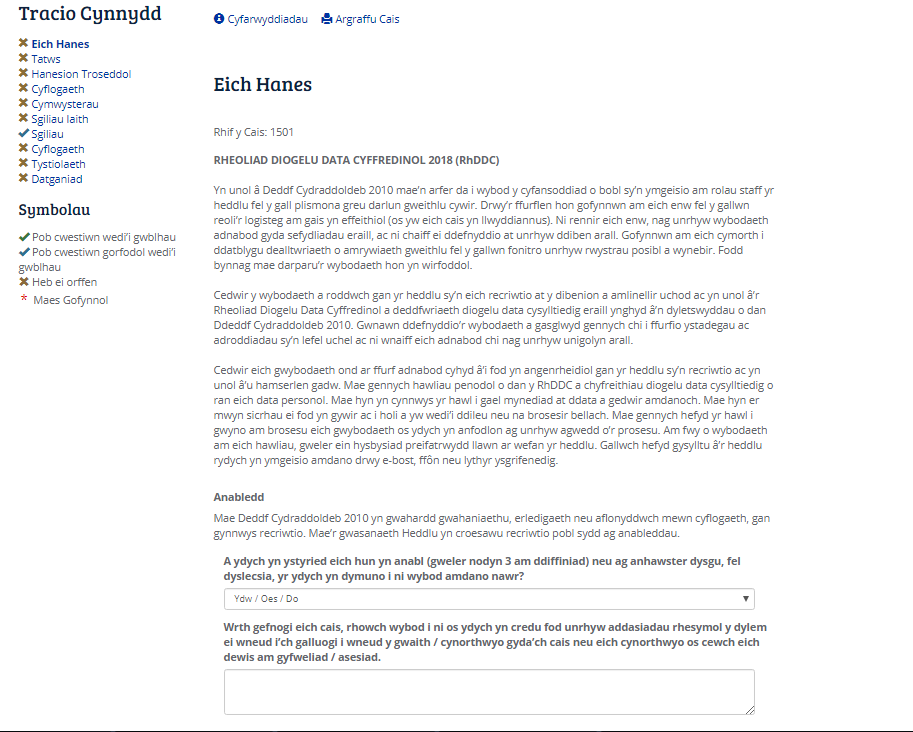 Tracio Cynnydd
Eich Hanes
Tatws
Hanesion Troseddol
Cyflogaeth
Cymwysterau
Sgiliau Iaith
Sgiliau
Cyflogaeth
Tystiolaeth
Datganiad
Symbolau
Pob cwestiwn wedi'i gwblhau
Pob cwestiwn gorfodol wedi'i
gwblhau
Heb ei orffen
* Maes Gofynnol
Cyfarwyddiadau Argraffu Cais
Eich Hanes
Rhif y Cais: 1501
RHEOLIAD DIOGELU DATA CYFFREDINOL 2018 (RhDDC)
Yn unol â Deddf Cydraddoldeb 2010 mae'n arfer da i wybod y cyfansoddiad o bobl sy'n ymgeisio am rolau staff yr
heddlu fel y gall plismona greu darlun gweithlu cywir. Drwy'r ffurflen hon gofynnwn am eich enw fel y gallwn
reoli'r logisteg am gais yn effeithiol (os yw eich cais yn llwyddiannus). Ni rennir eich enw, nag unrhyw wybodaeth
adnabod gyda sefydliadau eraill, ac ni chaiff ei ddefnyddio at unrhyw ddiben arall. Gofynnwn am eich cymorth i
ddatblygu dealltwriaeth o amrywiaeth gweithlu fel y gallwn fonitro unrhyw rwystrau posibl a wynebir. Fodd
bynnag mae darparu'r wybodaeth hon yn wirfoddol.
Cedwir y wybodaeth a roddwch gan yr heddlu sy'n eich recriwtio at y dibenion a amlinellir uchod ac yn unol â'r
Rheoliad Diogelu Data Cyffredinol a deddfwriaeth diogelu data cysylltiedig eraill ynghyd â'n dyletswyddau o dan
Ddeddf Cydraddoldeb 2010. Gwnawn ddefnyddio'r wybodaeth a gasglwyd gennych chi i ffurfio ystadegau ac
adroddiadau sy'n lefel uchel ac ni wnaiff eich adnabod chi nag unrhyw unigolyn arall.
Cedwir eich gwybodaeth ond ar ffurf adnabod cyhyd â'i fod yn angenrheidiol gan yr heddlu sy'n recriwtio ac yn
unol â'u hamserlen gadw. Mae gennych hawliau penodol o dan y RhDDC a chyfreithiau diogelu data cysylltiedig o
ran eich data personol. Mae hyn yn cynnwys yr hawl i gael mynediad at ddata a gedwir amdanoch. Mae hyn er
mwyn sicrhau ei fod yn gywir ac i holi a yw wedi'i ddileu neu na brosesir bellach. Mae gennych hefyd yr hawl i
gwyno am brosesu eich gwybodaeth os ydych yn anfodlon ag unrhyw agwedd o'r prosesu. Am fwy o wybodaeth
am eich hawliau, gweler ein hysbysiad preifatrwydd llawn ar wefan yr heddlu. Gallwch hefyd gysylltu â'r heddlu
rydych yn ymgeisio amdano drwy e-bost, ffôn neu lythyr ysgrifenedig.
Anabledd
Mae Deddf Cydraddoldeb 2010 yn gwahardd gwahaniaethu, erledigaeth neu aflonyddwch mewn cyflogaeth, gan
gynnwys recriwtio. Mae'r gwasanaeth Heddlu yn croesawu recriwtio pobl sydd ag anableddau.
A ydych yn ystyried eich hun yn anabl (gweler nodyn 3 am ddiffiniad) neu ag anhawster dysgu, fel
dyslecsia, yr ydych yn dymuno i ni wybod amdano nawr?
Ydw / Oes / Do
Wrth gefnogi eich cais, rhowch wybod i ni os ydych yn credu fod unrhyw addasiadau rhesymol y dylem
ei wneud i'ch galluogi i wneud y gwaith / cynorthwyo gyda'ch cais neu eich cynorthwyo os cewch eich
dewis am gyfweliad / asesiad.